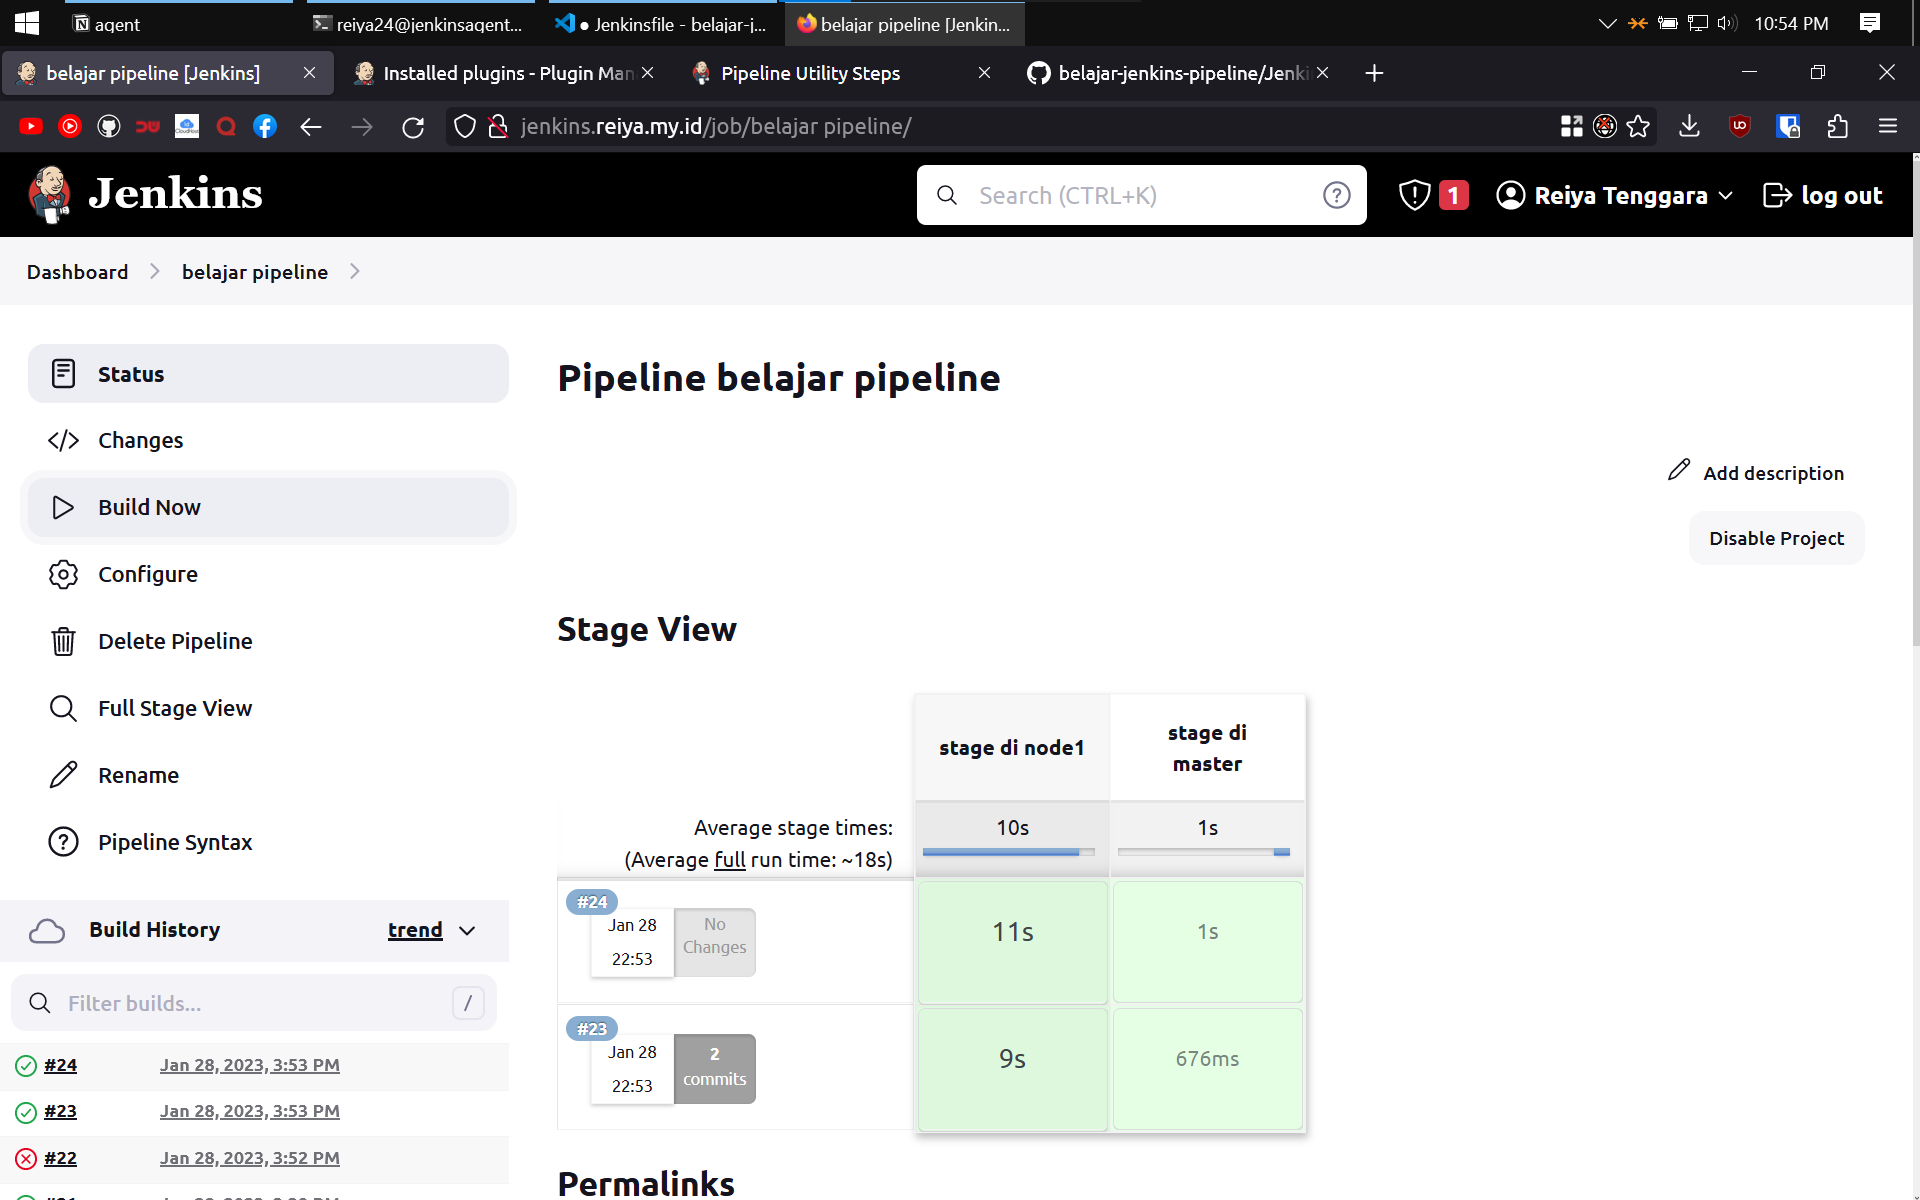 agent
reiya24@jenkinsagent...
● Jenkinsfile - belajar-j...
belajar pipeline [Jenkin...
10:54 PM
belajar pipeline [Jenkins]
Installed plugins - Plugin Man
Pipeline Utility Steps
belajar-jenkins-pipeline/Jenki
jenkins.reiya.my.id/job/belajar pipeline/
Jenkins
Search (CTRL+K)
1
Reiya Tenggara
log out
Dashboard
belajar pipeline
Status
Changes
Build Now
Configure
Delete Pipeline
Full Stage View
Rename
Pipeline Syntax
Build History
trend
Filter builds...
/
#24
Jan 28, 2023, 3:53 PM
#23
Jan 28, 2023, 3:53 PM
#22
Jan 28, 2023, 3:52 PM
Pipeline belajar pipeline
Add description
Disable Project
Stage View
stage di node1
stage di
master
Average stage times:
(Average full run time: ~18s)
10s
1s
#24
Jan 28
22:53
No
Changes
11s
1s
#23
Jan 28
22:53
2
commits
9s
676ms
Permalinks